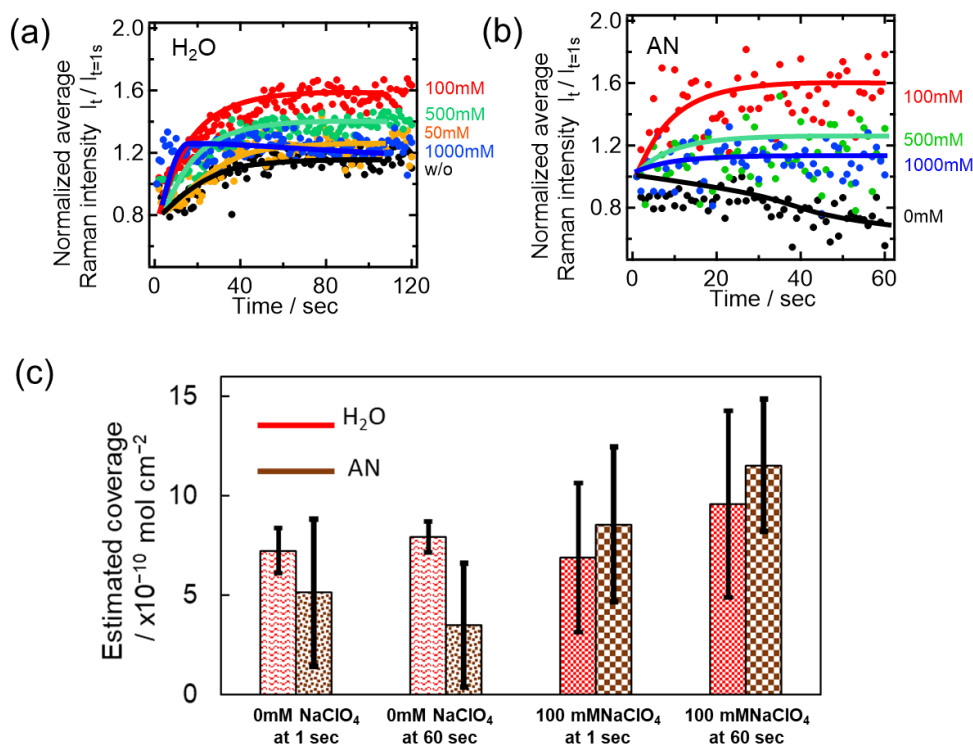 (a)
H₂O
2.0
1.6
1.2
0.8
Normalized average
Raman intensity Iₜ / Iₜ₌₁ₛ
100mM
500mM
50mM
1000mM
w/o
0 40 80 120
Time / sec
(b)
AN
2.0
1.6
1.2
0.8
Normalized average
Raman intensity Iₜ / Iₜ₌₁ₛ
100mM
500mM
1000mM
0mM
0 20 40 60
Time / sec
(c)
15
10
5
0
Estimated coverage
/ x10⁻¹⁰ mol cm⁻²
H₂O
AN
0mM NaClO₄
at 1 sec
0mM NaClO₄
at 60 sec
100 mMNaClO₄
at 1 sec
100 mMNaClO₄
at 60 sec